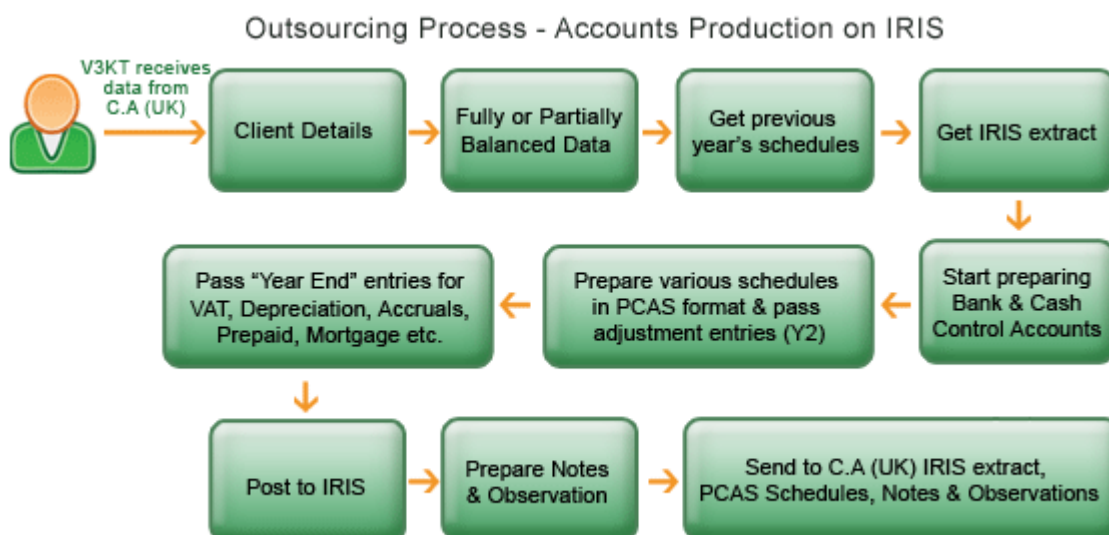 Outsourcing Process - Accounts Production on IRIS
V3KT receives
data from
C.A (UK)
Client Details
Fully or Partially
Balanced Data
Get previous
year's schedules
Get IRIS extract
Start preparing
Bank & Cash
Control Accounts
Prepare various schedules
in PCAS format & pass
adjustment entries (Y2)
Pass “Year End” entries for
VAT, Depreciation, Accruals,
Prepaid, Mortgage etc.
Post to IRIS
Prepare Notes
& Observation
Send to C.A (UK) IRIS extract,
PCAS Schedules, Notes & Observations